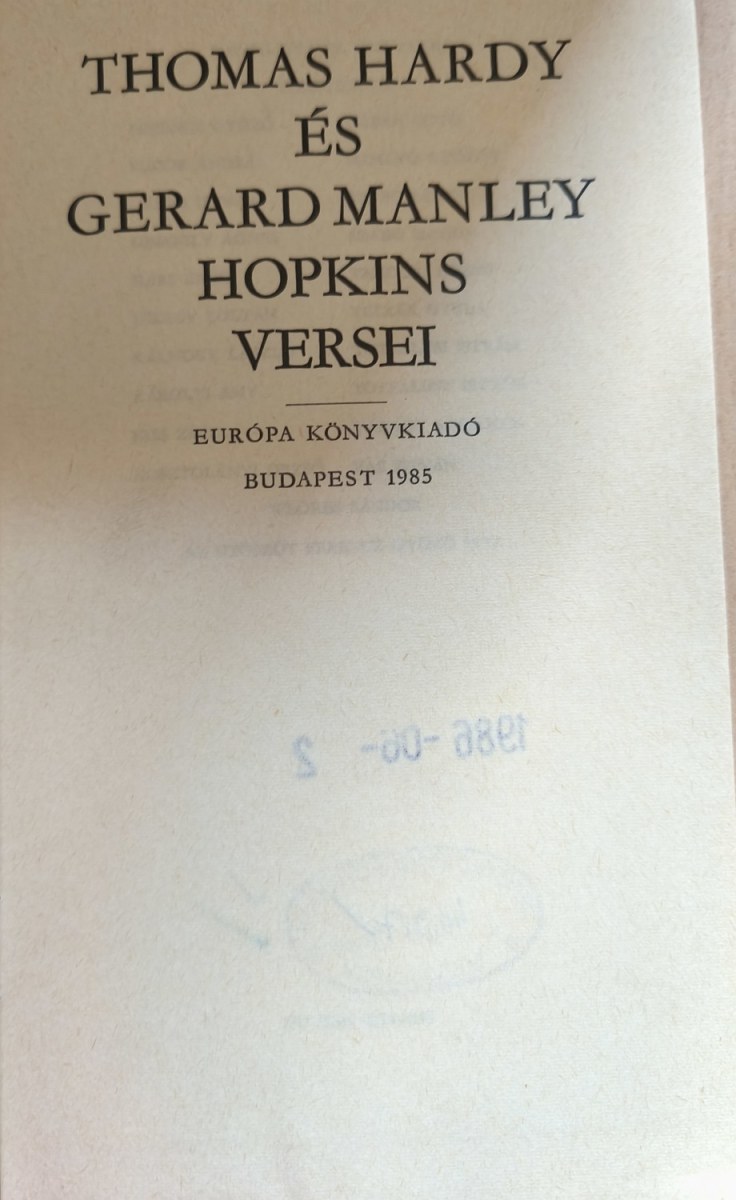 THOMAS HARDY
ÉS
GERARD MANLEY
HOPKINS
VERSEI
EURÓPA KÖNYVKIADÓ
BUDAPEST 1985
1986 -06- 2